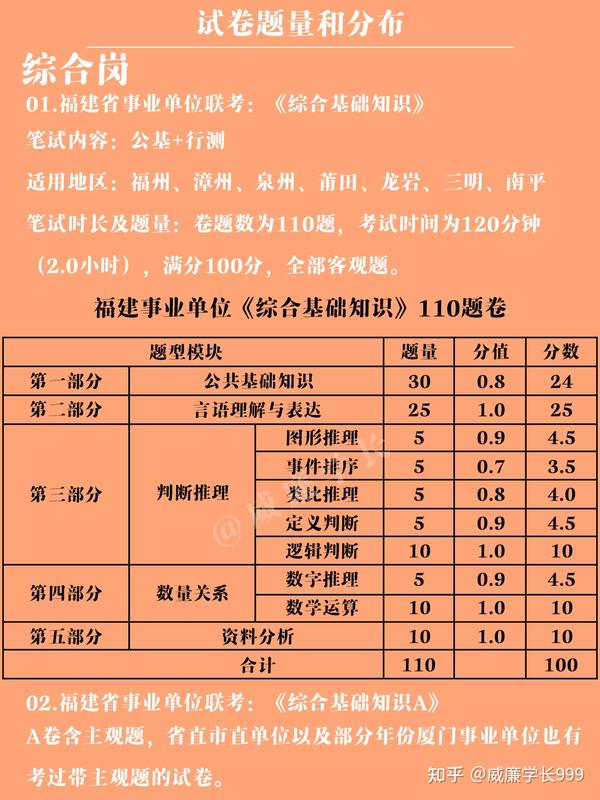 试卷题量和分布
综合岗
01.福建省事业单位联考：《综合基础知识》
笔试内容：公基+行测
适用地区：福州、漳州、泉州、莆田、龙岩、三明、南平
笔试时长及题量：卷题数为110题，考试时间为120分钟
（2.0小时），满分100分，全部客观题。
福建事业单位《综合基础知识》110题卷
题型模块 题量 分值 分数
第一部分 公共基础知识 30 0.8 24
第二部分 言语理解与表达 25 1.0 25
第三部分 判断推理 图形推理 5 0.9 4.5
事件排序 5 0.7 3.5
类比推理 5 0.8 4.0
定义判断 5 0.9 4.5
逻辑判断 10 1.0 10
第四部分 数量关系 数字推理 5 0.9 4.5
数学运算 10 1.0 10
第五部分 资料分析 10 1.0 10
合计 110 100
@威廉学长
02.福建省事业单位联考：《综合基础知识A》
A卷含主观题，省直市直单位以及部分年份厦门事业单位也有
考过带主观题的试卷。
知乎 @威廉学长999